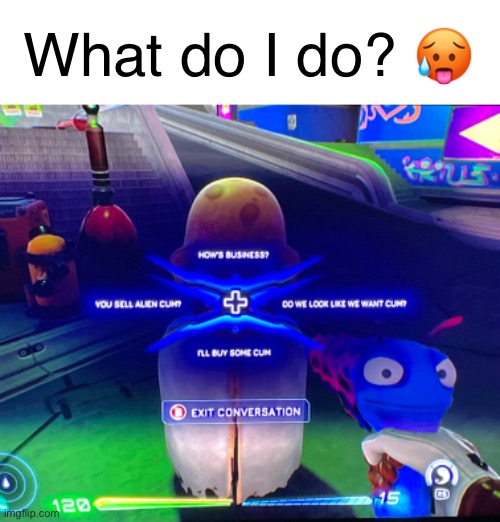 What do I do? 🥵
HOW'S BUSINESS?
YOU SELL ALIEN CUM?
DO WE LOOK LIKE WE WANT CUM?
I'LL BUY SOME CUM
B EXIT CONVERSATION
120
15
imgflip.com